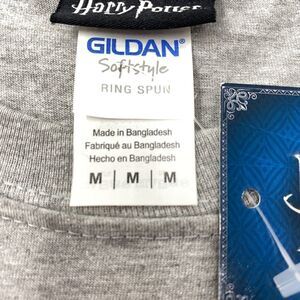 Harry Potter
GILDAN®
Softstyle
RING SPUN
Made in Bangladesh
Fabriqué au Bangladesh
Hecho en Bangladesh
M | M | M